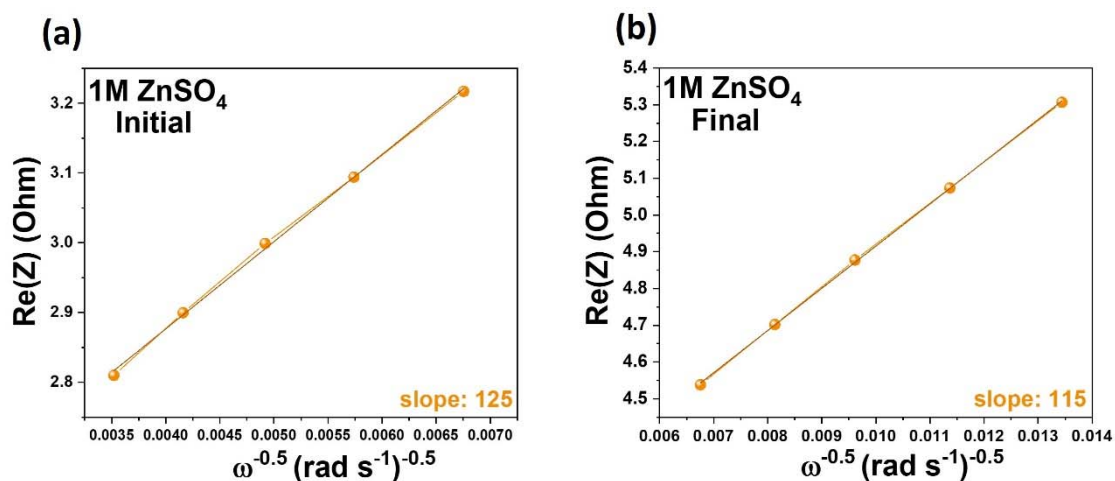 (a)
1M ZnSO₄
Initial
Re(Z) (Ohm)
3.2
3.1
3.0
2.9
2.8
0.0035 0.0040 0.0045 0.0050 0.0055 0.0060 0.0065 0.0070
slope: 125
ω⁻⁰·⁵ (rad s⁻¹)⁻⁰·⁵
(b)
1M ZnSO₄
Final
Re(Z) (Ohm)
5.4
5.3
5.2
5.1
5.0
4.9
4.8
4.7
4.6
4.5
0.006 0.007 0.008 0.009 0.010 0.011 0.012 0.013 0.014
slope: 115
ω⁻⁰·⁵ (rad s⁻¹)⁻⁰·⁵